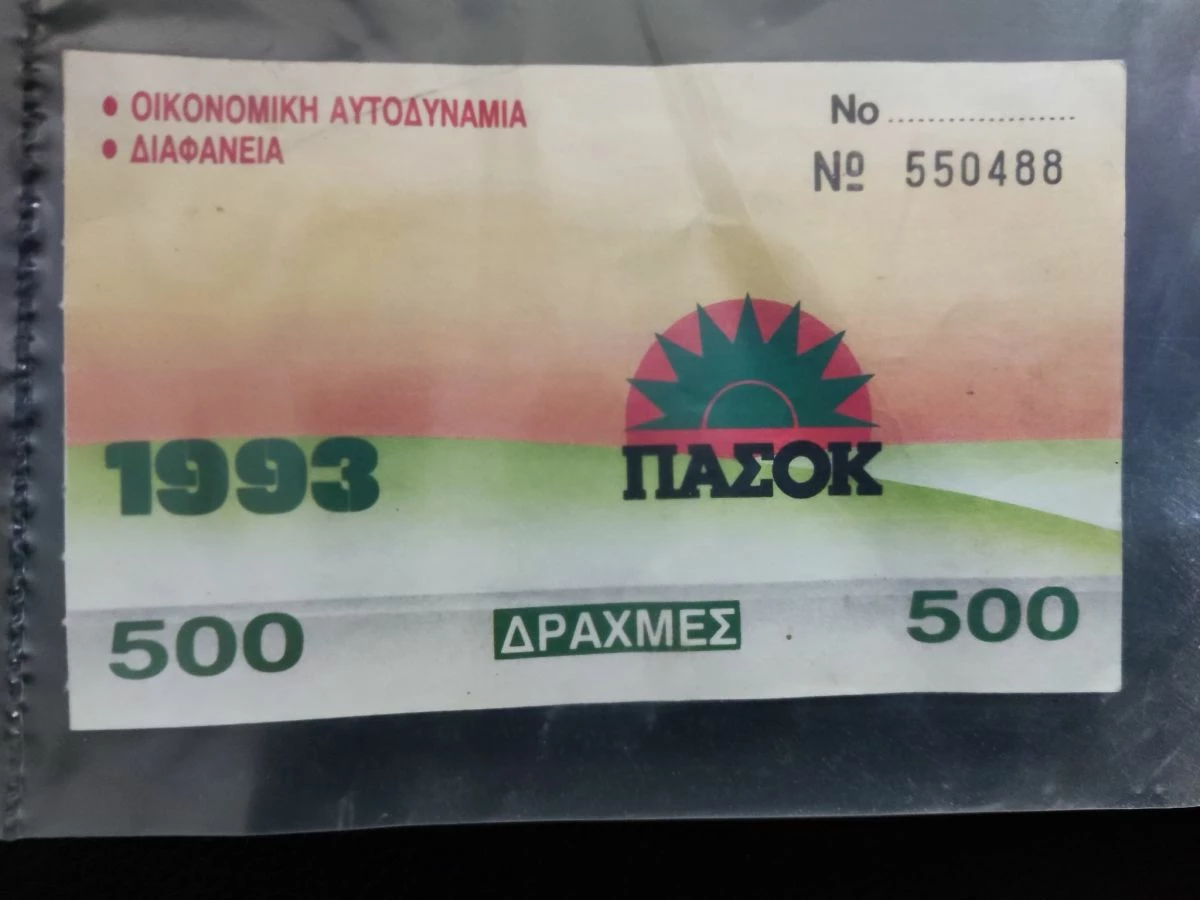 • ΟΙΚΟΝΟΜΙΚΗ ΑΥΤΟΔΥΝΑΜΙΑ
• ΔΙΑΦΑΝΕΙΑ
No ....................
Nº 550488
1993
ΠΑΣΟΚ
500 ΔΡΑΧΜΕΣ 500